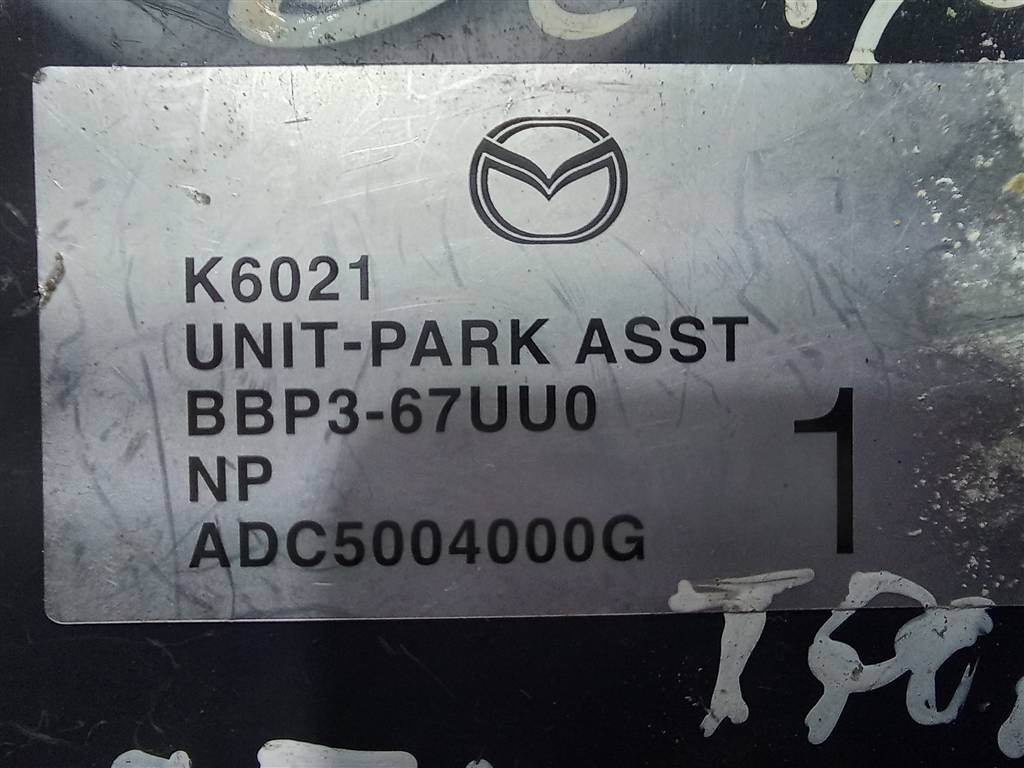 K6021
UNIT-PARK ASST
BBP3-67UU0
NP
ADC5004000G
1